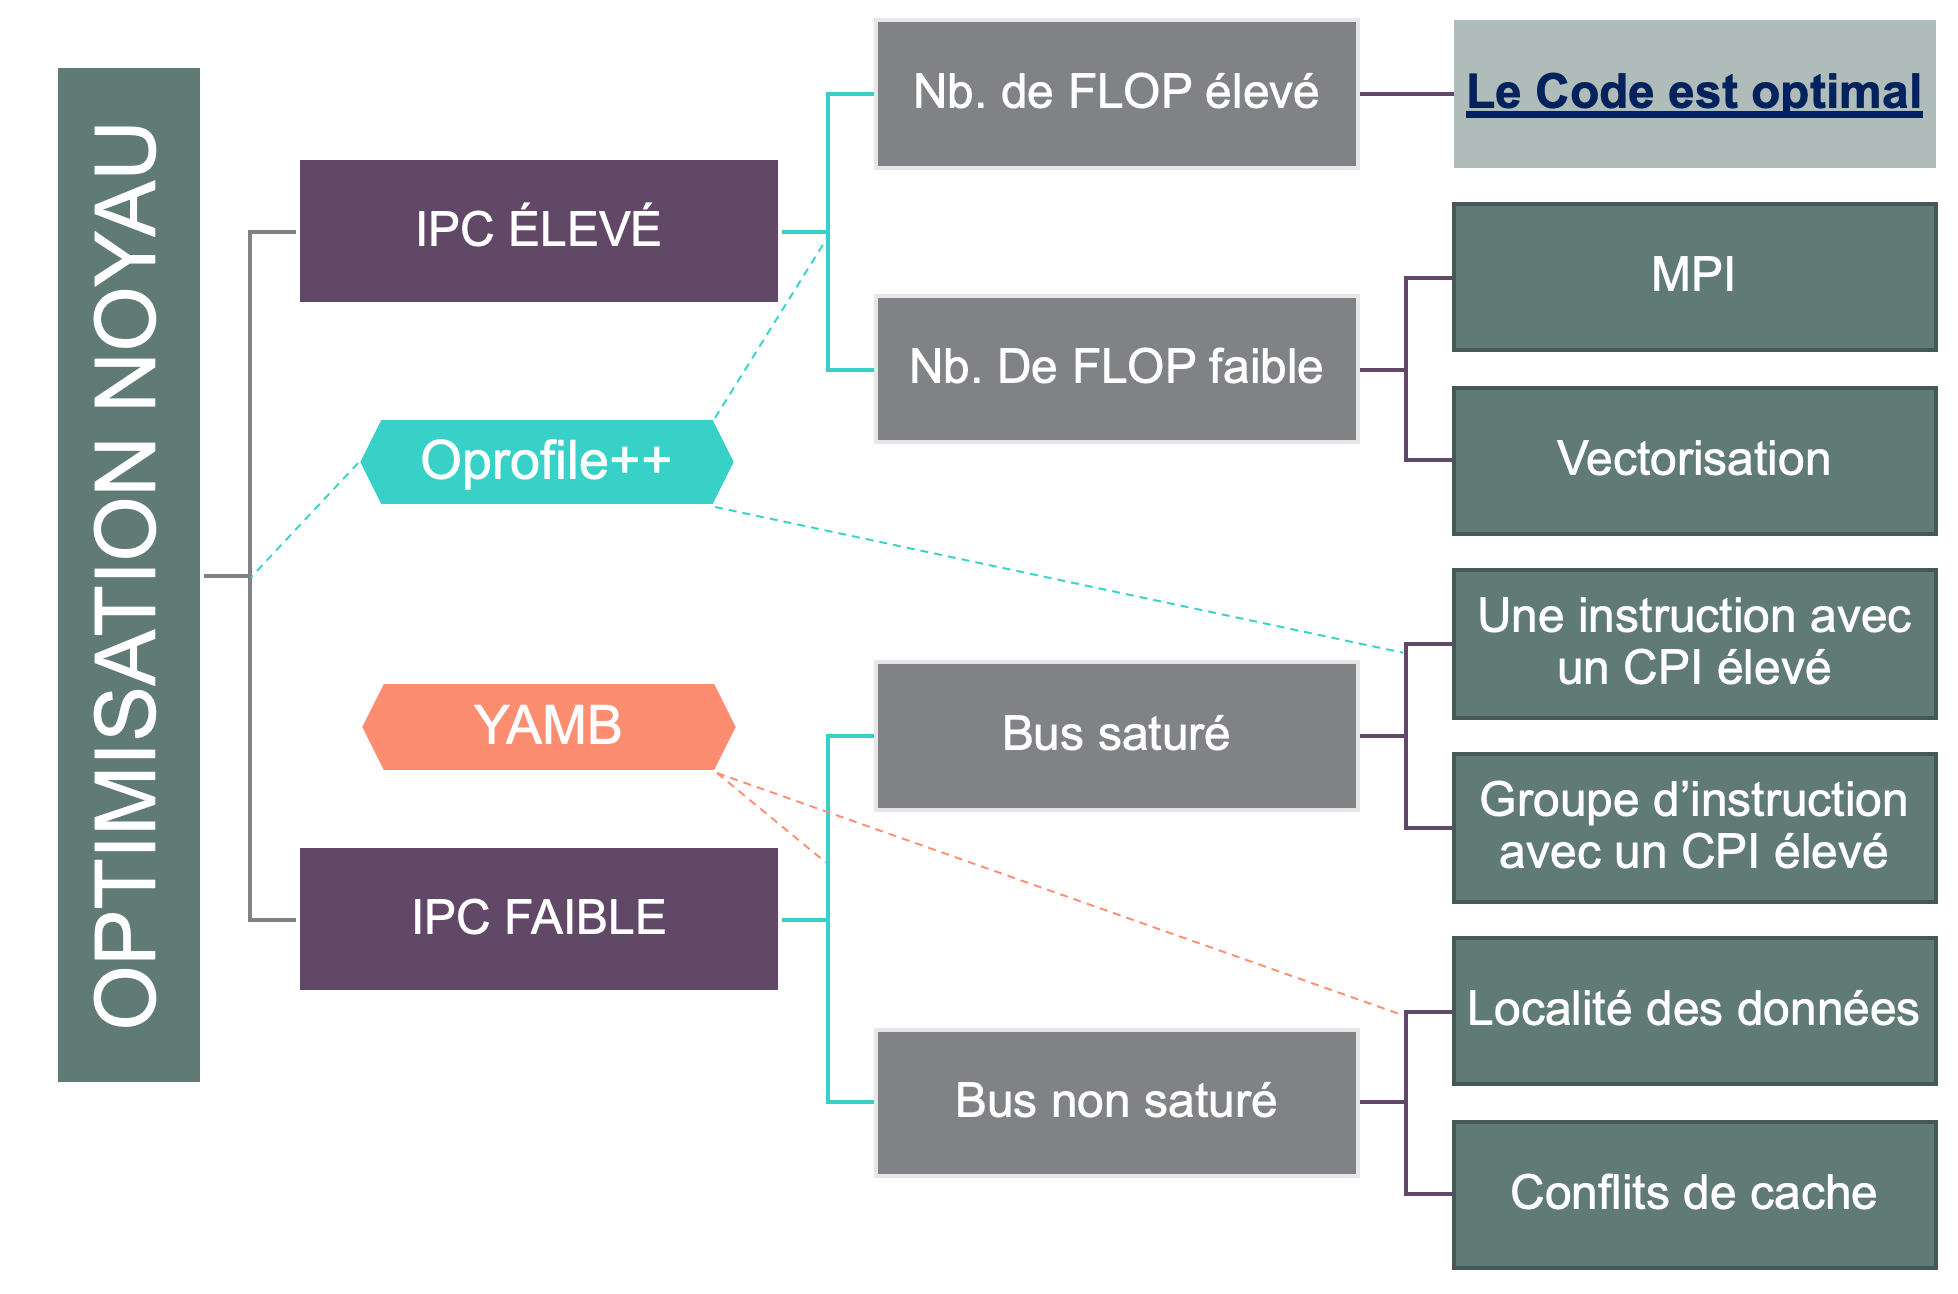 OPTIMISATION NOYAU
IPC ÉLEVÉ
Oprofile++
YAMB
IPC FAIBLE
Nb. de FLOP élevé
Nb. De FLOP faible
Bus saturé
Bus non saturé
Le Code est optimal
MPI
Vectorisation
Une instruction avec
un CPI élevé
Groupe d’instruction
avec un CPI élevé
Localité des données
Conflits de cache